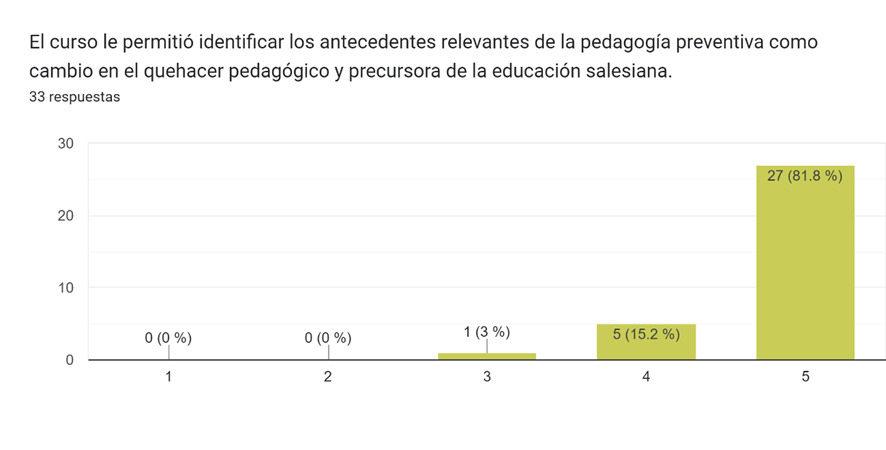 El curso le permitió identificar los antecedentes relevantes de la pedagogía preventiva como
cambio en el quehacer pedagógico y precursora de la educación salesiana.
33 respuestas
30
20
10
0
0 (0 %)
0 (0 %)
1 (3 %)
5 (15.2 %)
27 (81.8 %)
1
2
3
4
5